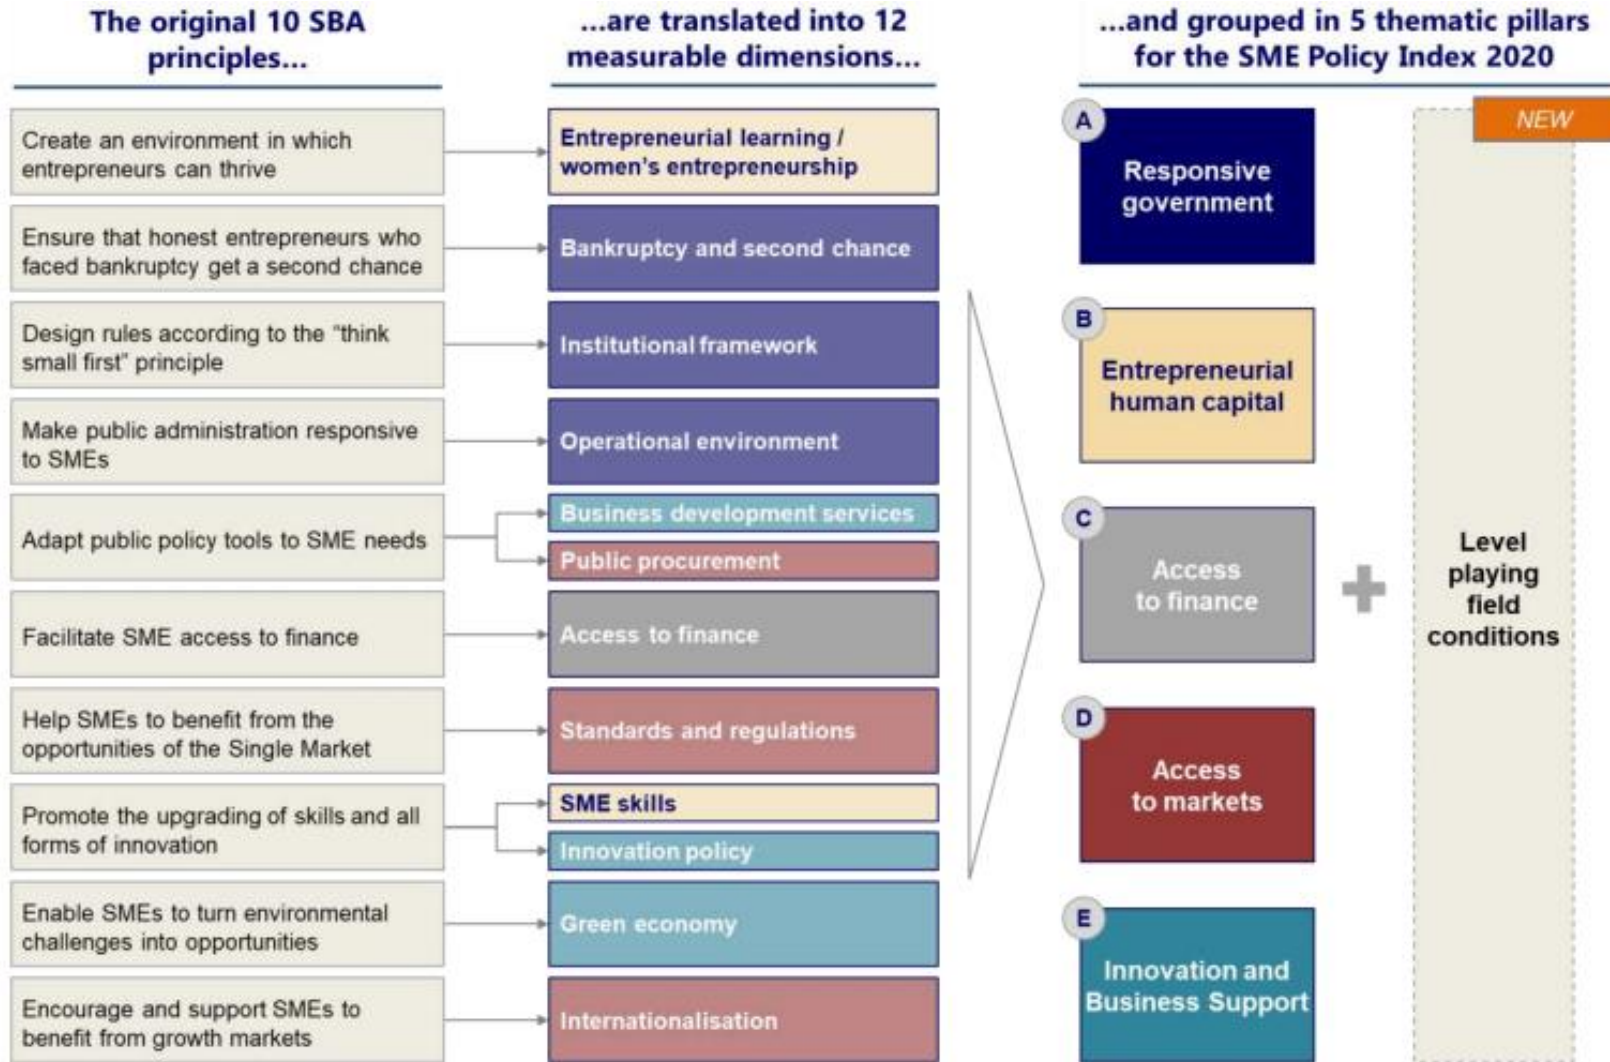 The original 10 SBA
principles...
Create an environment in which
entrepreneurs can thrive
Ensure that honest entrepreneurs who
faced bankruptcy get a second chance
Design rules according to the “think
small first” principle
Make public administration responsive
to SMEs
Adapt public policy tools to SME needs
Facilitate SME access to finance
Help SMEs to benefit from the
opportunities of the Single Market
Promote the upgrading of skills and all
forms of innovation
Enable SMEs to turn environmental
challenges into opportunities
Encourage and support SMEs to
benefit from growth markets
...are translated into 12
measurable dimensions...
Entrepreneurial learning /
women’s entrepreneurship
Bankruptcy and second chance
Institutional framework
Operational environment
Business development services
Public procurement
Access to finance
Standards and regulations
SME skills
Innovation policy
Green economy
Internationalisation
...and grouped in 5 thematic pillars
for the SME Policy Index 2020
A
Responsive
government
B
Entrepreneurial
human capital
C
Access
to finance
D
Access
to markets
E
Innovation and
Business Support
NEW
Level
playing
field
conditions